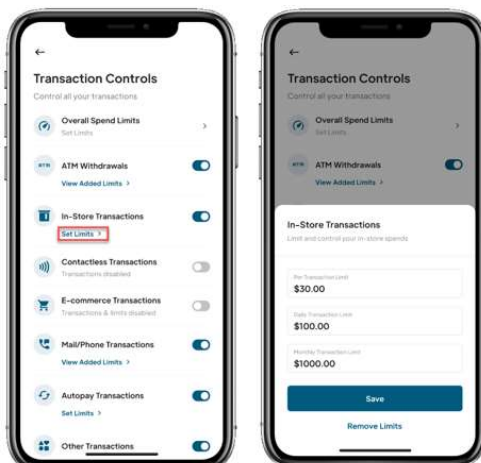 Transaction Controls
Control all your transactions
Overall Spend Limits
Set Limits
ATM
ATM Withdrawals
View Added Limits >
In-Store Transactions
Set Limits >
Contactless Transactions
Transactions disabled
E-commerce Transactions
Transactions & limits disabled
Mail/Phone Transactions
View Added Limits >
Autopay Transactions
Set Limits >
Other Transactions
Transaction Controls
Control all your transactions
Overall Spend Limits
Set Limits
ATM
ATM Withdrawals
View Added Limits >
In-Store Transactions
Limit and control your in-store spends
Per Transaction Limit
$30.00
Daily Transaction Limit
$100.00
Monthly Transaction Limit
$1000.00
Save
Remove Limits